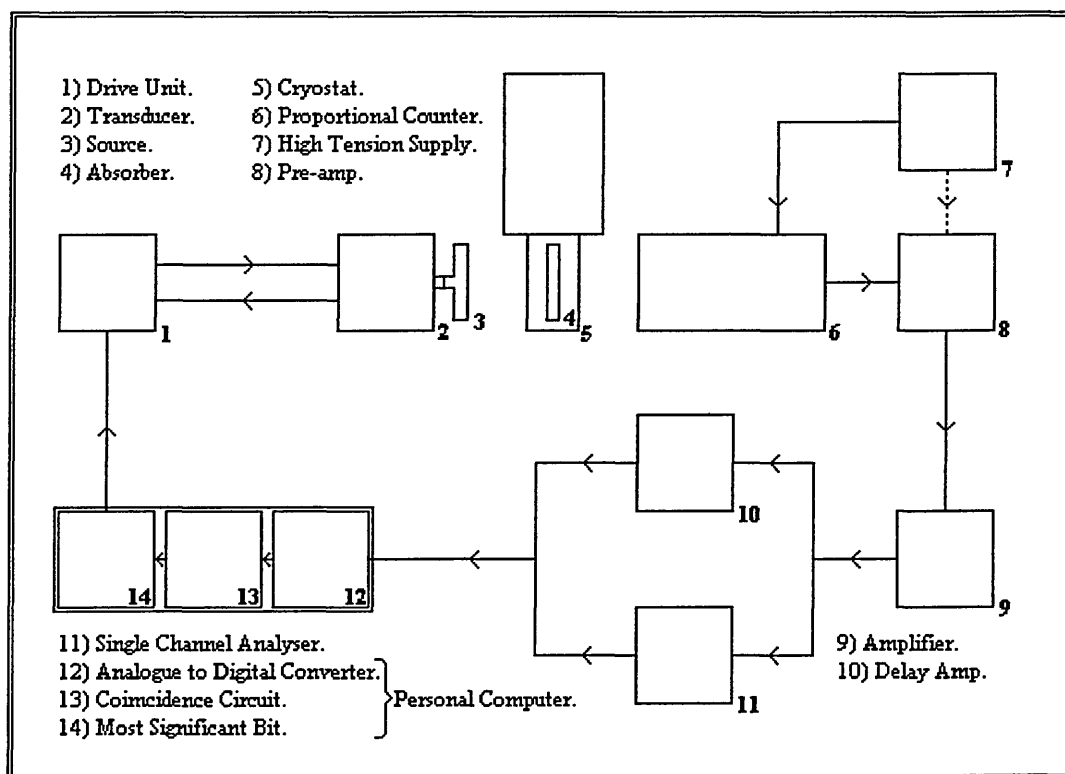 1) Drive Unit.
2) Transducer.
3) Source.
4) Absorber.
5) Cryostat.
6) Proportional Counter.
7) High Tension Supply.
8) Pre-amp.
7
1
2
3
4
5
6
8
10
9
14
13
12
11
11) Single Channel Analyser.
12) Analogue to Digital Converter.
13) Coimcidence Circuit.
14) Most Significant Bit.
Personal Computer.
9) Amplifier.
10) Delay Amp.